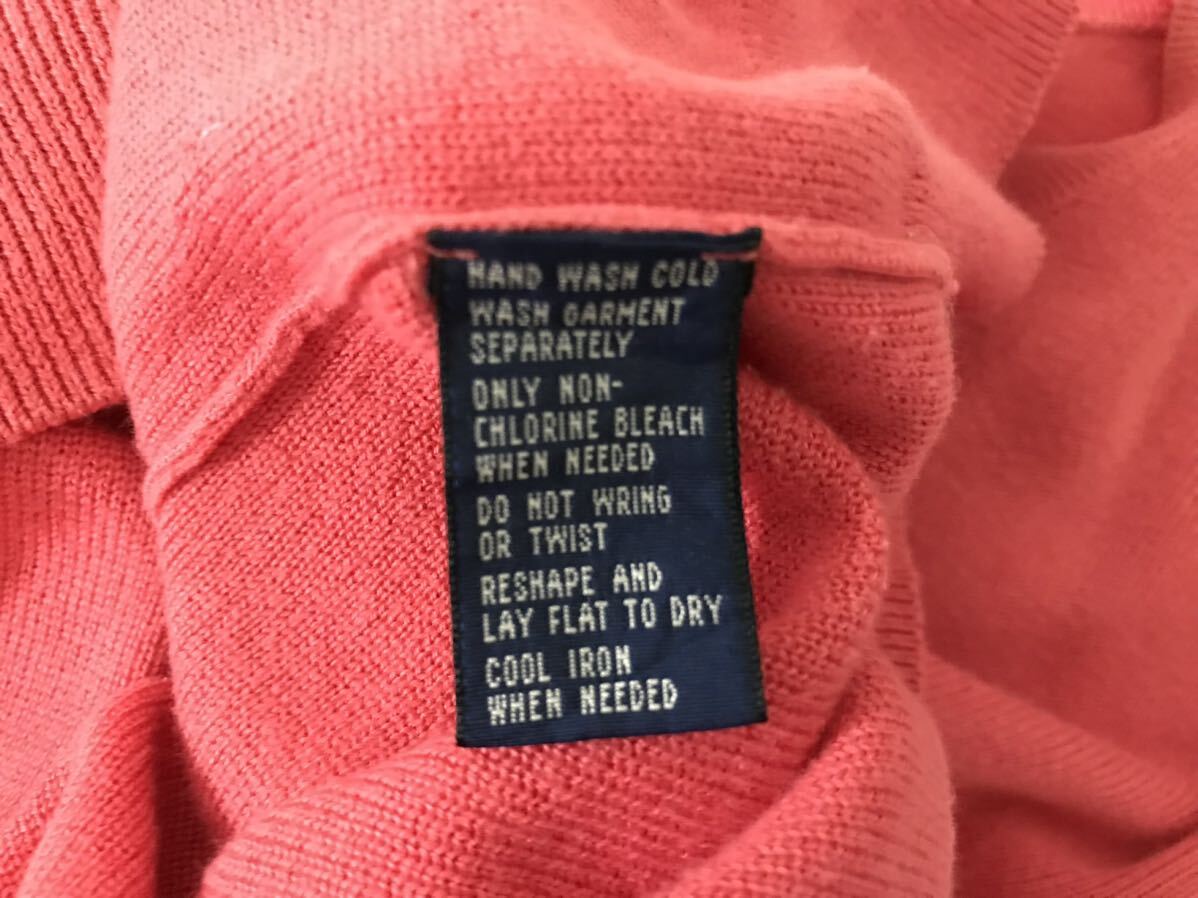 HAND WASH COLD
WASH GARMENT
SEPARATELY
ONLY NON-
CHLORINE BLEACH
WHEN NEEDED
DO NOT WRING
OR TWIST
RESHAPE AND
LAY FLAT TO DRY
COOL IRON
WHEN NEEDED